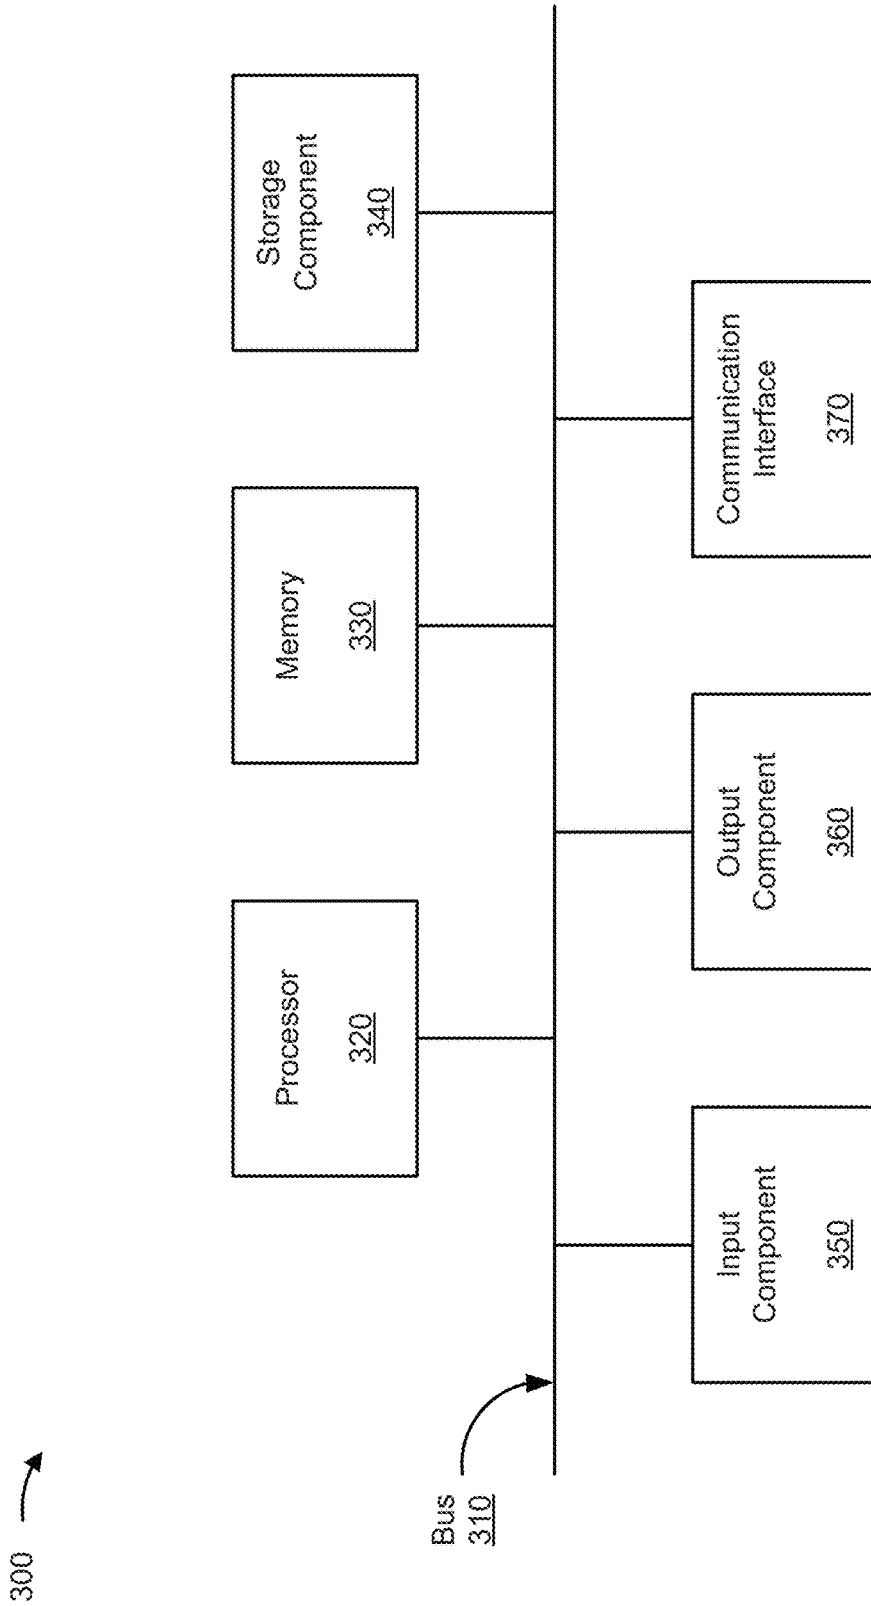 300
Processor
320
Memory
330
Storage
Component
340
Bus
310
Input
Component
350
Output
Component
360
Communication
Interface
370